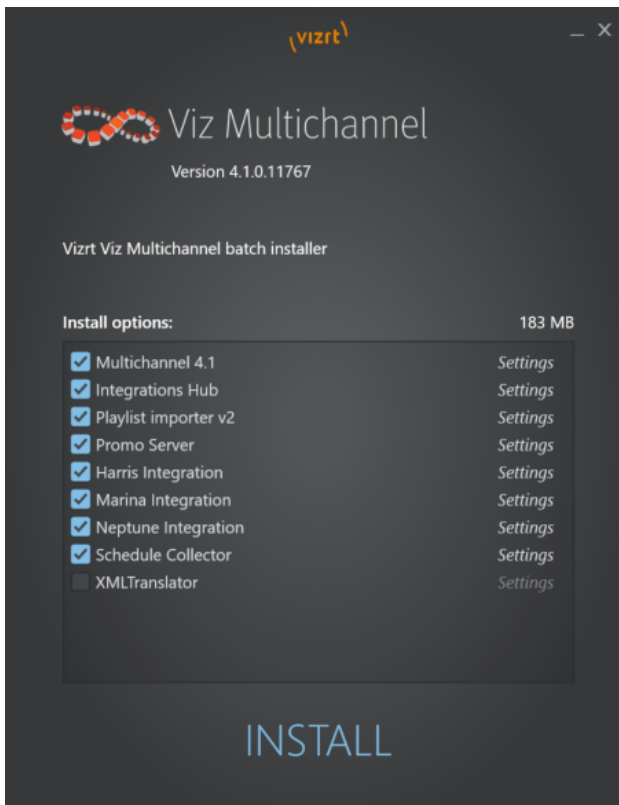 (vizrt)
Viz Multichannel
Version 4.1.0.11767
Vizrt Viz Multichannel batch installer
Install options: 183 MB
Multichannel 4.1 Settings
Integrations Hub Settings
Playlist importer v2 Settings
Promo Server Settings
Harris Integration Settings
Marina Integration Settings
Neptune Integration Settings
Schedule Collector Settings
XMLTranslator Settings
INSTALL